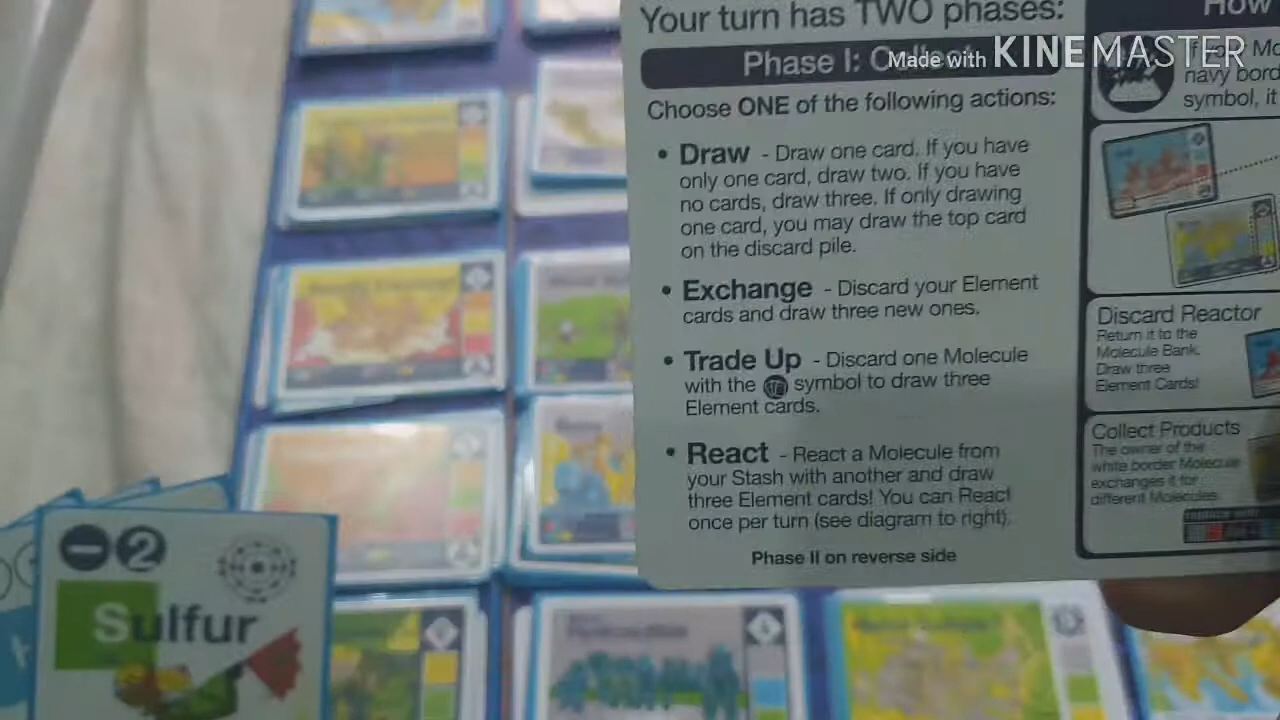 Your turn has TWO phases:
Phase I:
Made with KINEMASTER
Choose ONE of the following actions:
• Draw - Draw one card. If you have
only one card, draw two. If you have
no cards, draw three. If only drawing
one card, you may draw the top card
on the discard pile.
• Exchange - Discard your Element
cards and draw three new ones.
• Trade Up - Discard one Molecule
with the symbol to draw three
Element cards.
• React - React a Molecule from
your Stash with another and draw
three Element cards! You can React
once per turn (see diagram to right).
Phase II on reverse side
How
navy bord
symbol, it
Discard Reactor
Return it to the
Molecule Bank.
Draw three
Element Cards!
Collect Products
The owner of the
white border Molecule
exchanges it for
different Molecules.
− 2
Sulfur